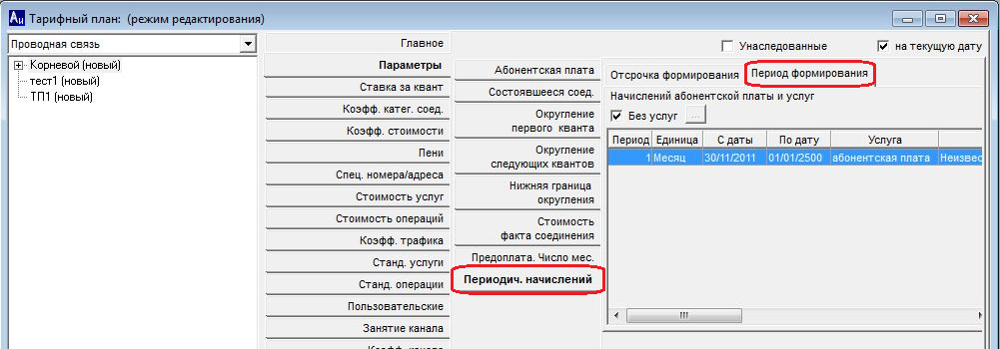 Aи Тарифный план: (режим редактирования)
Проводная связь
Корневой (новый)
тест1 (новый)
ТП1 (новый)
Главное
Параметры
Ставка за квант
Коэфф. катег. соед.
Коэфф. стоимости
Пени
Спец. номера/адреса
Стоимость услуг
Стоимость операций
Коэфф. трафика
Станд. услуги
Станд. операции
Пользовательские
Занятие канала
Абонентская плата
Состоявшееся соед.
Округление
первого кванта
Округление
следующих квантов
Нижняя граница
округления
Стоимость
факта соединения
Предоплата. Число мес.
Периодич. начислений
Унаследованные на текущую дату
Отсрочка формирования Период формирования
Начислений абонентской платы и услуг
Без услуг ...
Период Единица С даты По дату Услуга
1 Месяц 30/11/2011 01/01/2500 абонентская плата Неизвес